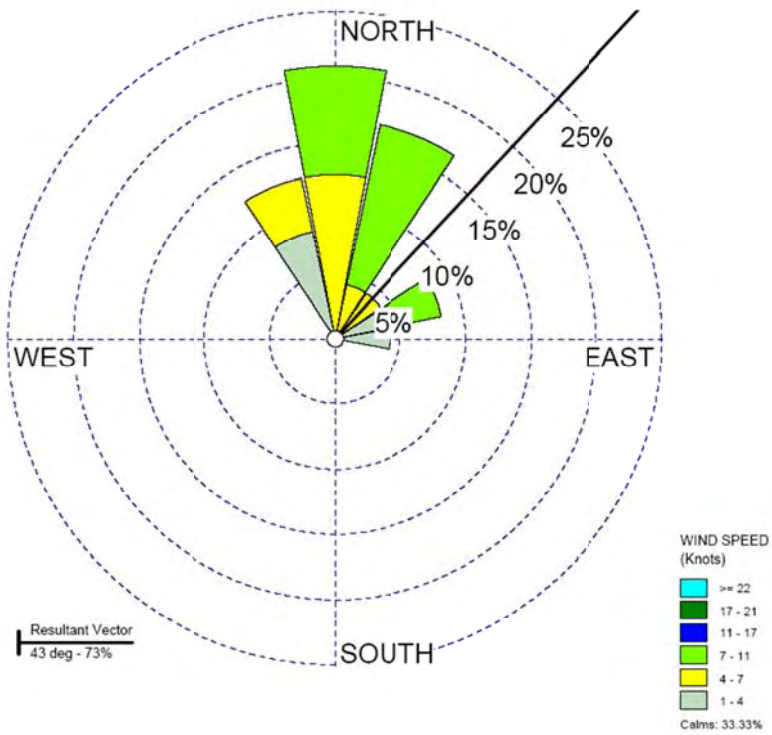 NORTH
25%
20%
15%
10%
5%
WEST
EAST
SOUTH
Resultant Vector
43 deg - 73%
WIND SPEED
(Knots)
>= 22
17 - 21
11 - 17
7 - 11
4 - 7
1 - 4
Calms: 33.33%